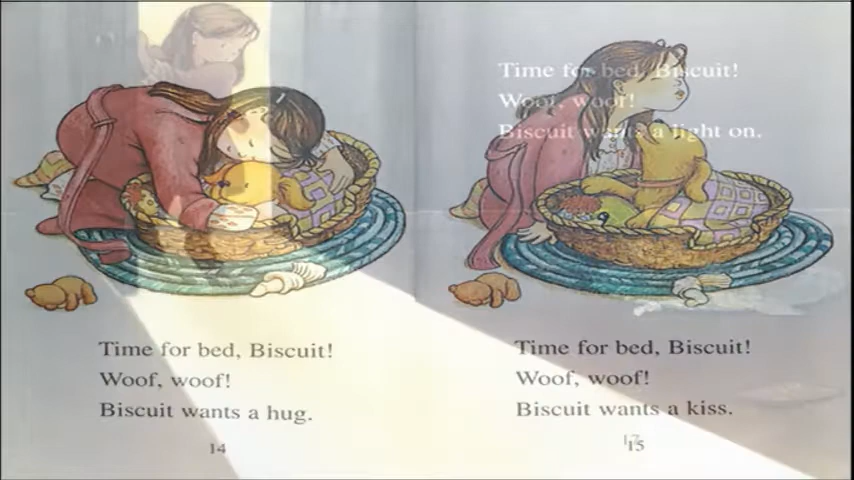 Time for bed, Biscuit!
Woof, woof!
Biscuit wants a hug.
14
Time for bed, Biscuit!
Woof, woof!
Biscuit wants a light on.
Time for bed, Biscuit!
Woof, woof!
Biscuit wants a kiss.
15
17